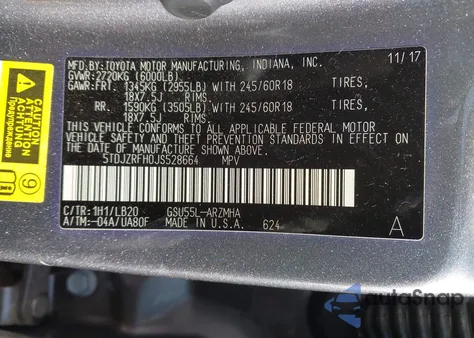 MFD.BY: TOYOTA MOTOR MANUFACTURING, INDIANA, INC. 11/17
GVWR: 2720KG (6000LB)
GAWR: FRT. 1345KG (2955LB) WITH 245/60R18 TIRES,
18X7.5J RIMS.
RR. 1590KG (3505LB) WITH 245/60R18 TIRES,
18X7.5J RIMS.
THIS VEHICLE CONFORMS TO ALL APPLICABLE FEDERAL MOTOR
VEHICLE SAFETY AND THEFT PREVENTION STANDARDS IN
EFFECT ON THE DATE OF MANUFACTURE SHOWN ABOVE.
5TDJZRFH0JS528664 MPV
C/TR: 1H1/LB20 GSU55L-ARZMHA
A/TM: -04A/UA80F MADE IN U.S.A. 624 A
CAUTION
ATTENTION
9
autoSnap